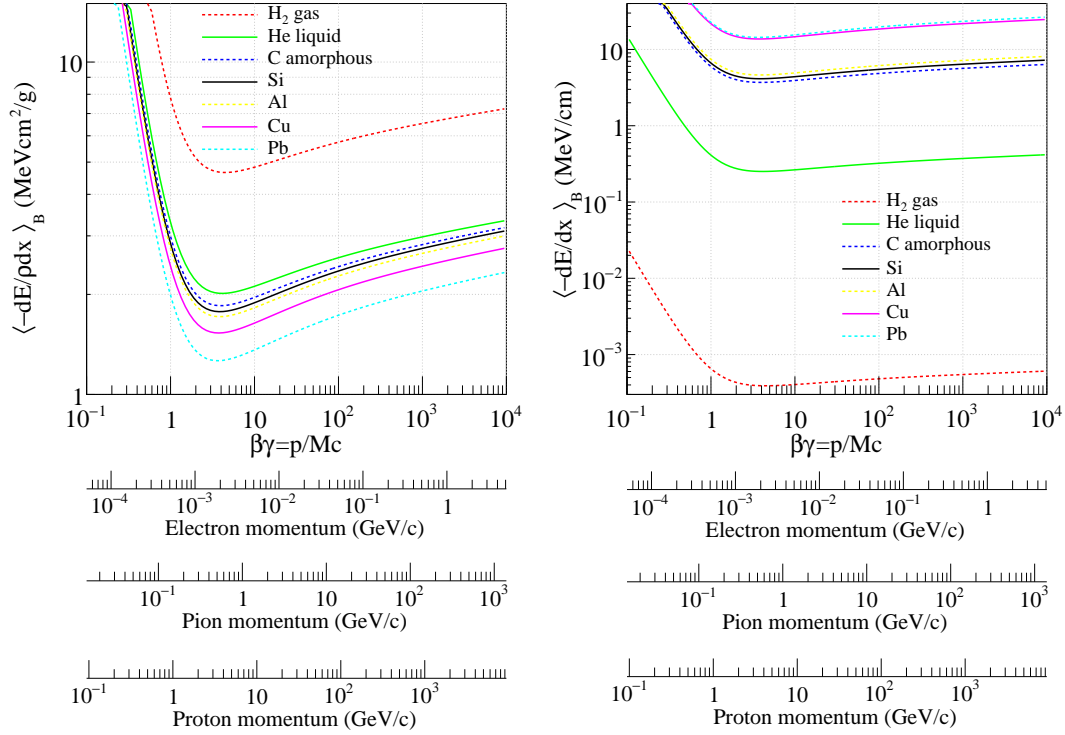 ⟨−dE/ρdx ⟩_B (MeVcm²/g)
10
1
H₂ gas
He liquid
C amorphous
Si
Al
Cu
Pb
10⁻¹ 1 10 10² 10³ 10⁴
βγ=p/Mc
10⁻⁴ 10⁻³ 10⁻² 10⁻¹ 1
Electron momentum (GeV/c)
10⁻¹ 1 10 10² 10³
Pion momentum (GeV/c)
10⁻¹ 1 10 10² 10³
Proton momentum (GeV/c)
⟨−dE/dx ⟩_B (MeV/cm)
10
1
10⁻¹
10⁻²
10⁻³
H₂ gas
He liquid
C amorphous
Si
Al
Cu
Pb
10⁻¹ 1 10 10² 10³ 10⁴
βγ=p/Mc
10⁻⁴ 10⁻³ 10⁻² 10⁻¹ 1
Electron momentum (GeV/c)
10⁻¹ 1 10 10² 10³
Pion momentum (GeV/c)
10⁻¹ 1 10 10² 10³
Proton momentum (GeV/c)